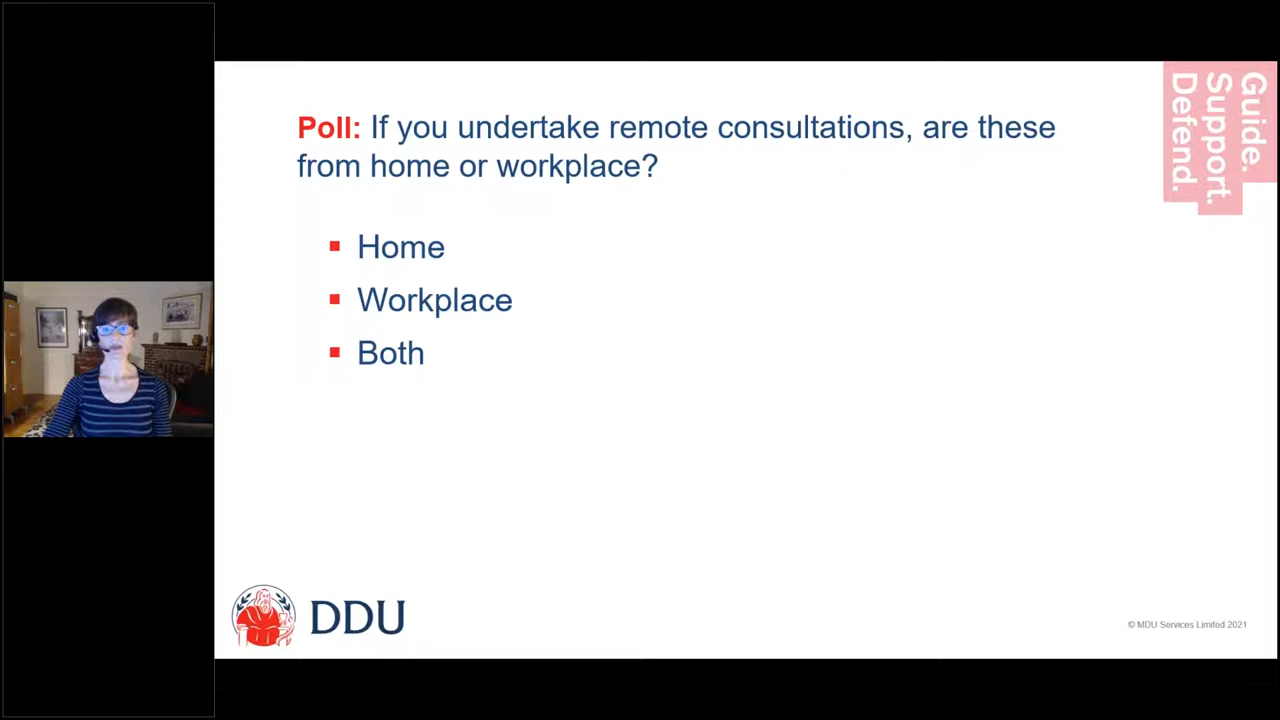 Poll: If you undertake remote consultations, are these
from home or workplace?
Guide.
Support.
Defend.
▪ Home
▪ Workplace
▪ Both
DDU
© MDU Services Limited 2021